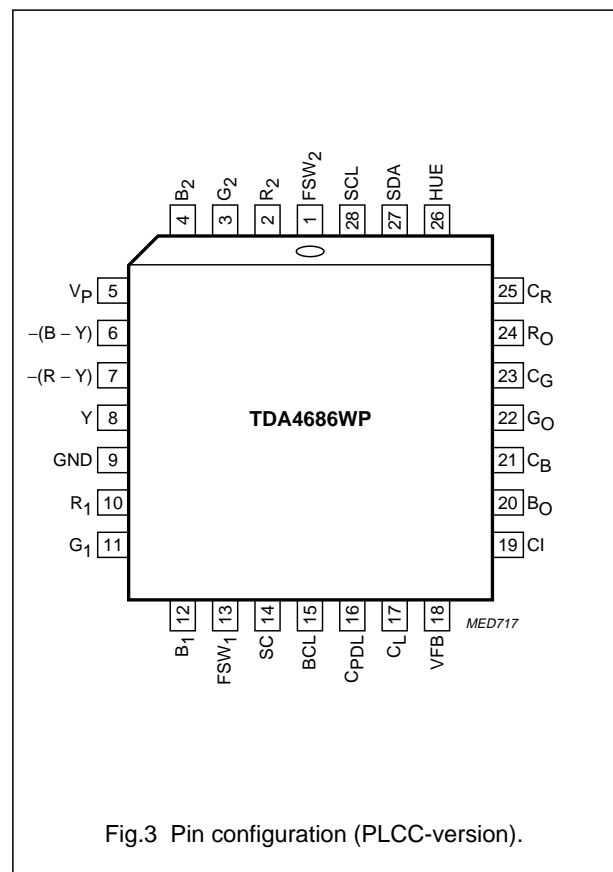 B2 G2 R2 FSW2 SCL SDA HUE
4 3 2 1 28 27 26
VP 5 25 CR
−(B − Y) 6 24 RO
−(R − Y) 7 23 CG
Y 8 TDA4686WP 22 GO
GND 9 21 CB
R1 10 20 BO
G1 11 19 CI
12 13 14 15 16 17 18
B1 FSW1 SC BCL CPDL CL VFB
MED717
Fig.3 Pin configuration (PLCC-version).